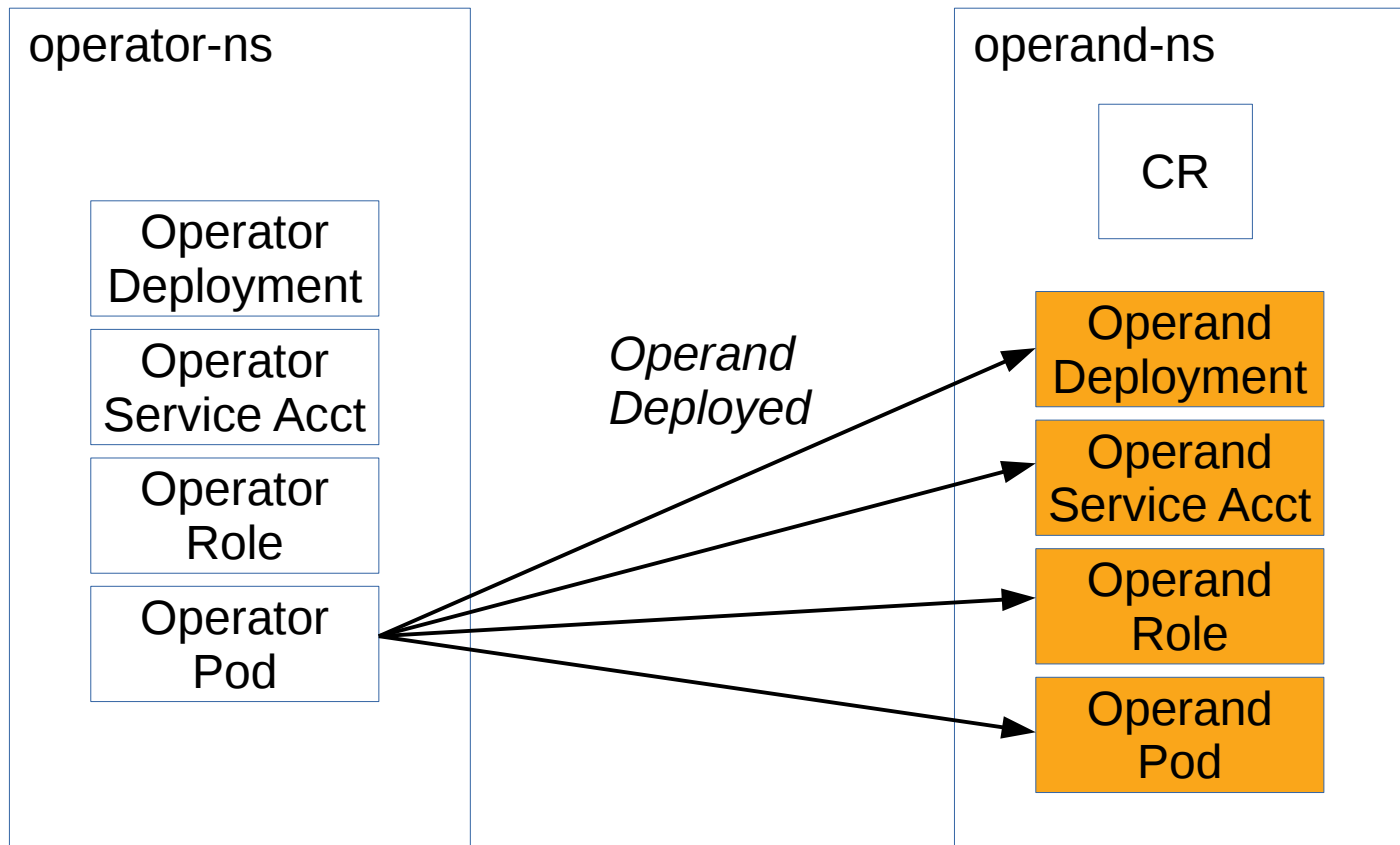 operator-ns
Operator
Deployment
Operator
Service Acct
Operator
Role
Operator
Pod
Operand
Deployed
operand-ns
CR
Operand
Deployment
Operand
Service Acct
Operand
Role
Operand
Pod